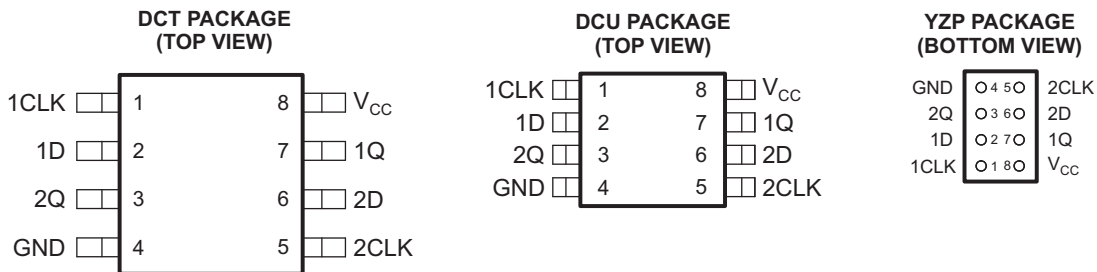 DCT PACKAGE
(TOP VIEW)
1CLK 1 8 VCC
1D 2 7 1Q
2Q 3 6 2D
GND 4 5 2CLK
DCU PACKAGE
(TOP VIEW)
1CLK 1 8 VCC
1D 2 7 1Q
2Q 3 6 2D
GND 4 5 2CLK
YZP PACKAGE
(BOTTOM VIEW)
GND 4 5 2CLK
2Q 3 6 2D
1D 2 7 1Q
1CLK 1 8 VCC